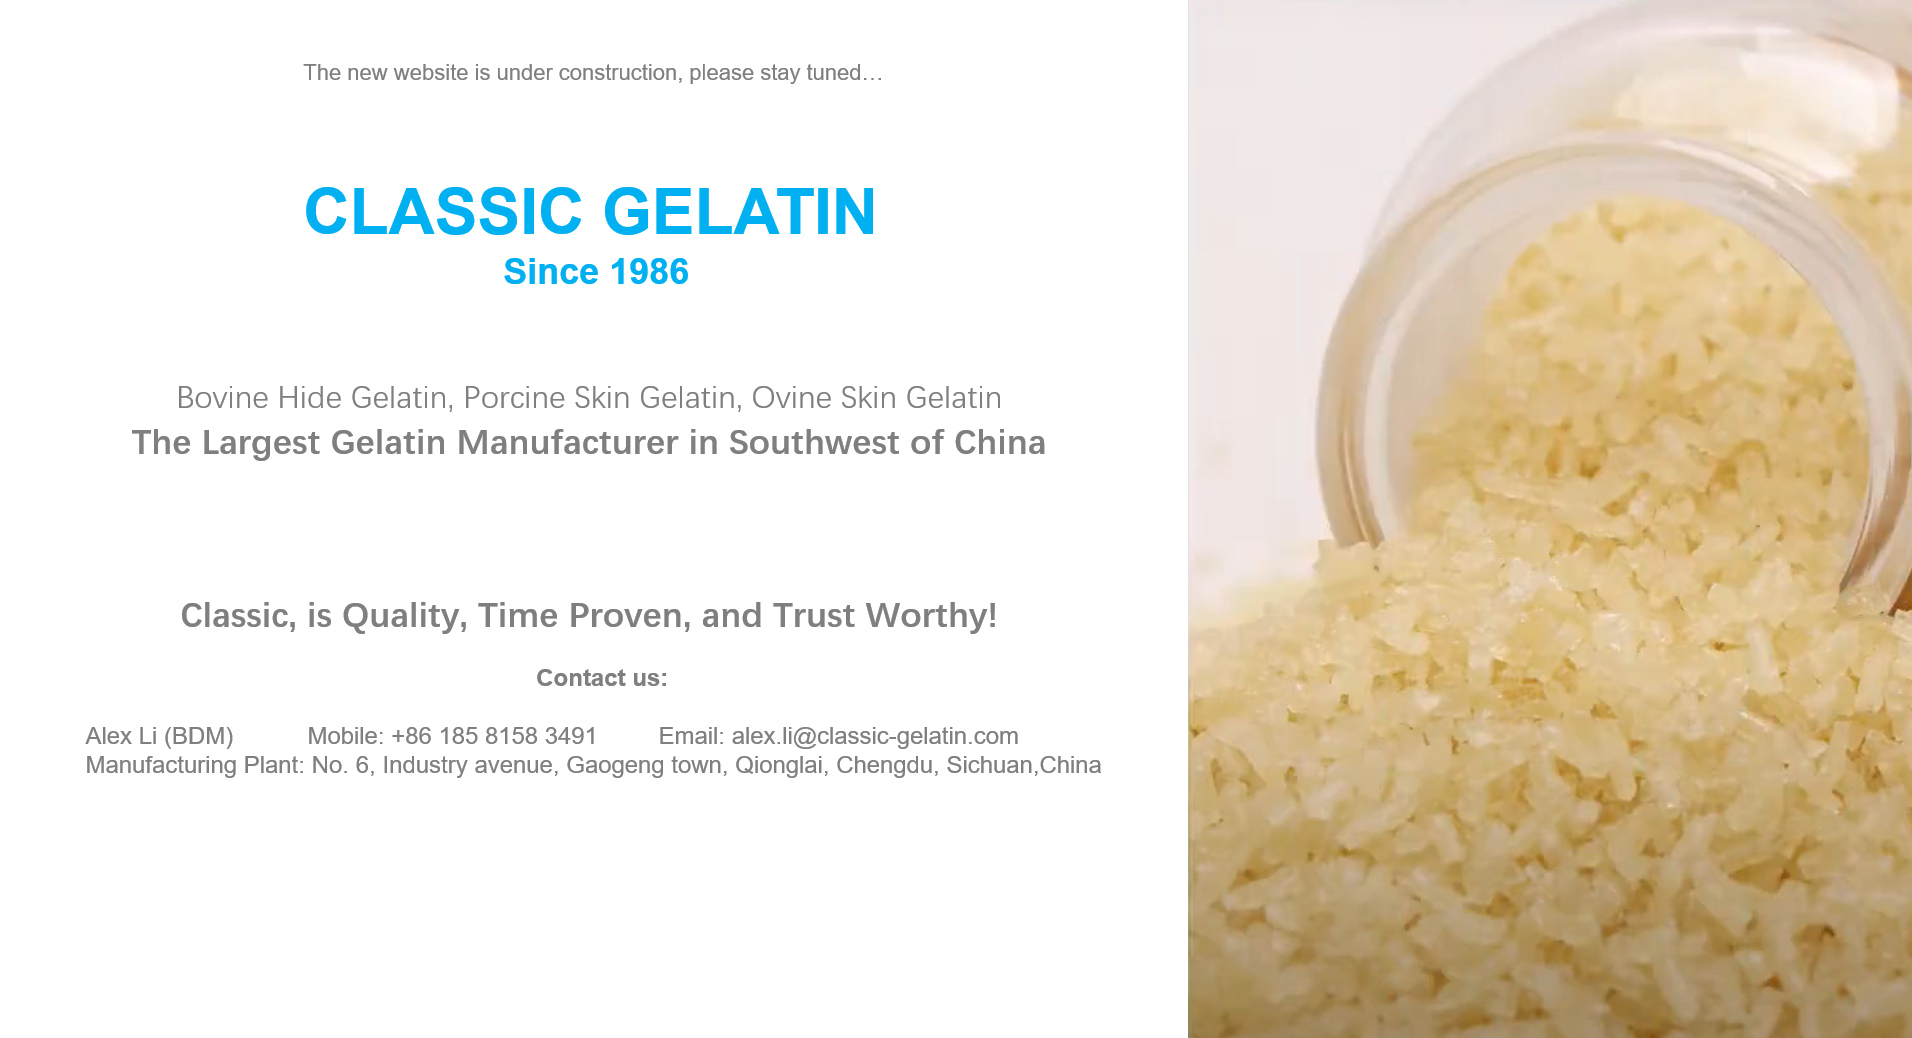 The new website is under construction, please stay tuned…
CLASSIC GELATIN
Since 1986
Bovine Hide Gelatin, Porcine Skin Gelatin, Ovine Skin Gelatin
The Largest Gelatin Manufacturer in Southwest of China
Classic, is Quality, Time Proven, and Trust Worthy!
Contact us:
Alex Li (BDM) Mobile: +86 185 8158 3491 Email: alex.li@classic-gelatin.com
Manufacturing Plant: No. 6, Industry avenue, Gaogeng town, Qionglai, Chengdu, Sichuan,China